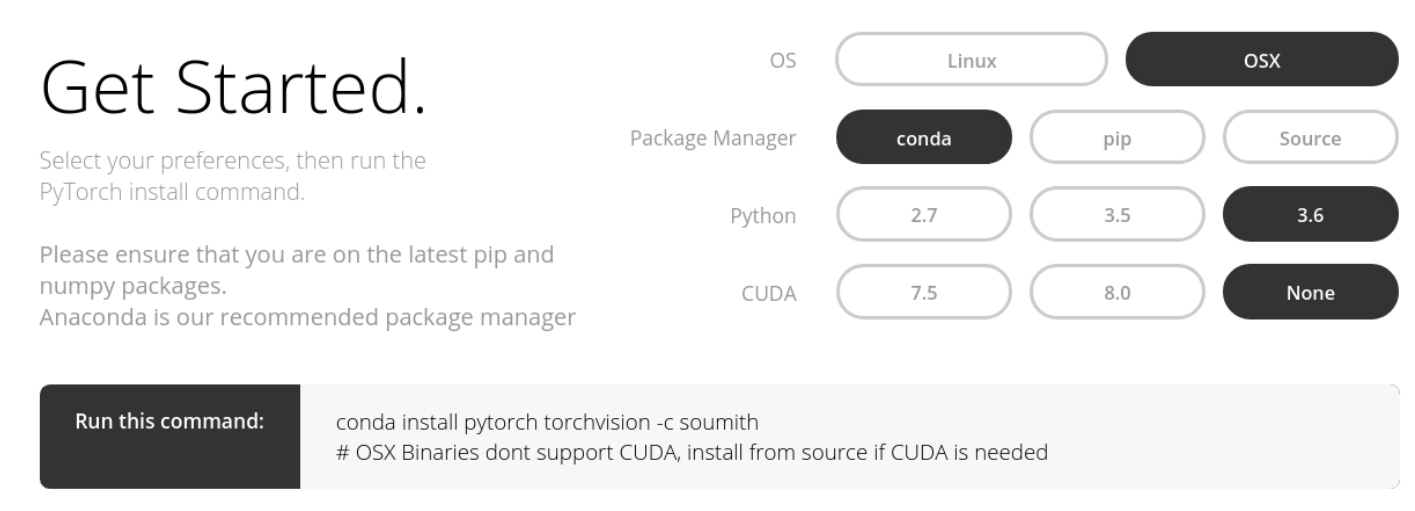 Get Started.
Select your preferences, then run the
PyTorch install command.
Please ensure that you are on the latest pip and
numpy packages.
Anaconda is our recommended package manager
OS Linux OSX
Package Manager conda pip Source
Python 2.7 3.5 3.6
CUDA 7.5 8.0 None
Run this command: conda install pytorch torchvision -c soumith
# OSX Binaries dont support CUDA, install from source if CUDA is needed